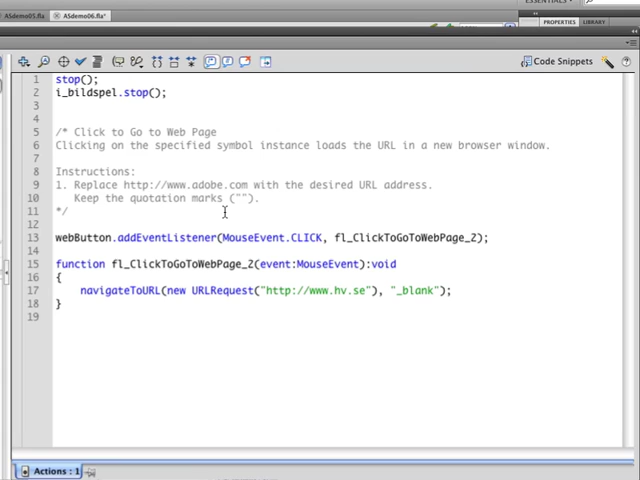 ESSENTIALS
ASdemo05.fla
ASdemo06.fla*
PROPERTIES
LIBRARY
Code Snippets
1 stop();
2 i_bildspel.stop();
3
4
5 /* Click to Go to Web Page
6 Clicking on the specified symbol instance loads the URL in a new browser window.
7
8 Instructions:
9 1. Replace http://www.adobe.com with the desired URL address.
10 Keep the quotation marks ("").
11 */
12
13 webButton.addEventListener(MouseEvent.CLICK, fl_ClickToGoToWebPage_2);
14
15 function fl_ClickToGoToWebPage_2(event:MouseEvent):void
16 {
17 navigateToURL(new URLRequest("http://www.hv.se"), "_blank");
18 }
19
Actions : 1